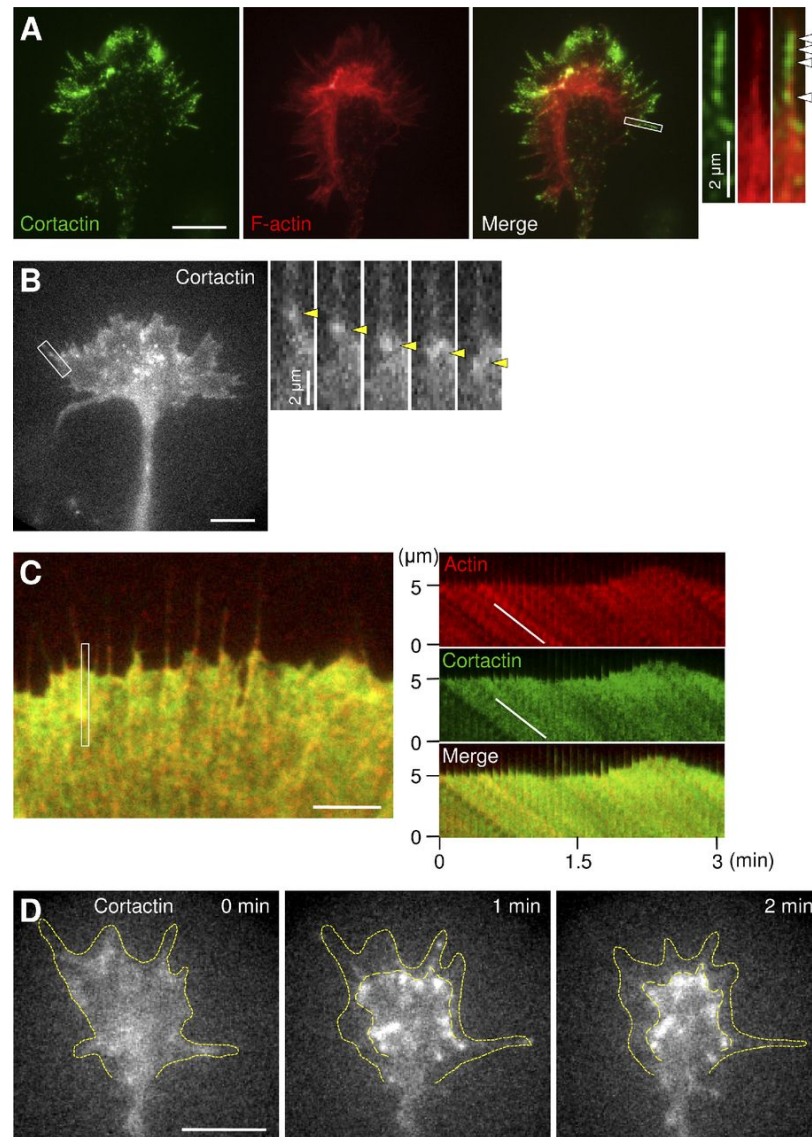 A
Cortactin
F-actin
Merge
2 μm
B
Cortactin
2 μm
C
(μm)
Actin
5
0
Cortactin
5
0
Merge
5
0
0
1.5
3 (min)
D
Cortactin
0 min
1 min
2 min